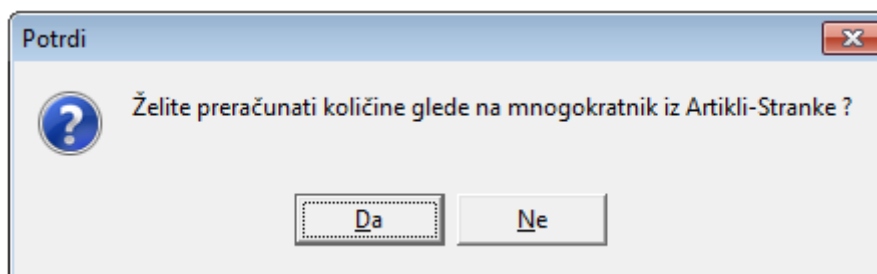 Potrdi
Želite preračunati količine glede na mnogokratnik iz Artikli-Stranke ?
Da
Ne